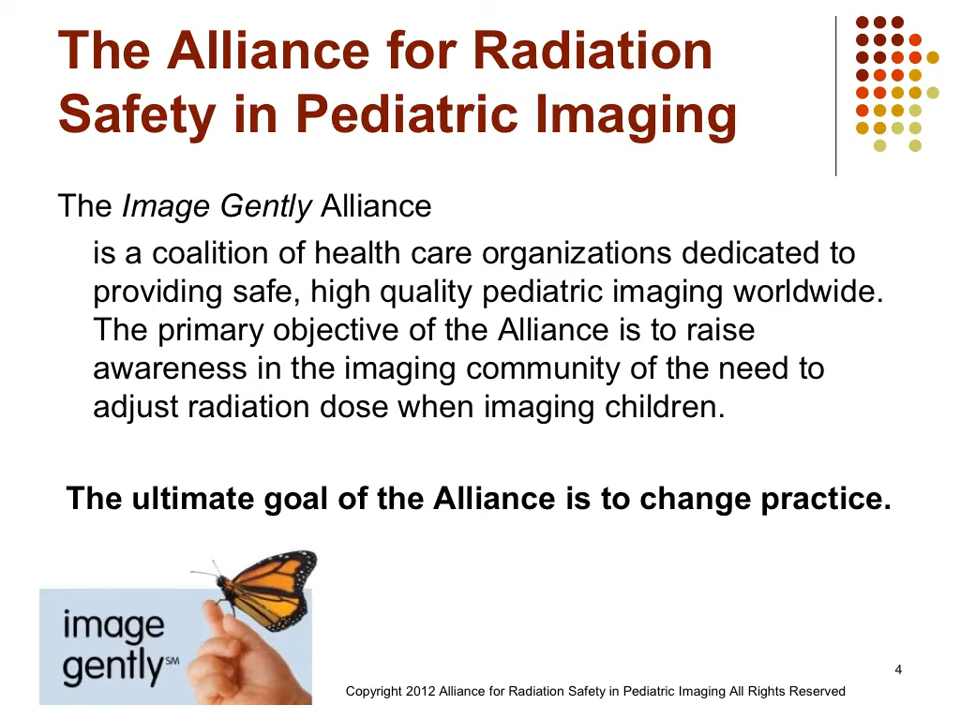 The Alliance for Radiation
Safety in Pediatric Imaging
The Image Gently Alliance
is a coalition of health care organizations dedicated to
providing safe, high quality pediatric imaging worldwide.
The primary objective of the Alliance is to raise
awareness in the imaging community of the need to
adjust radiation dose when imaging children.
The ultimate goal of the Alliance is to change practice.
image
gently℠
4
Copyright 2012 Alliance for Radiation Safety in Pediatric Imaging All Rights Reserved